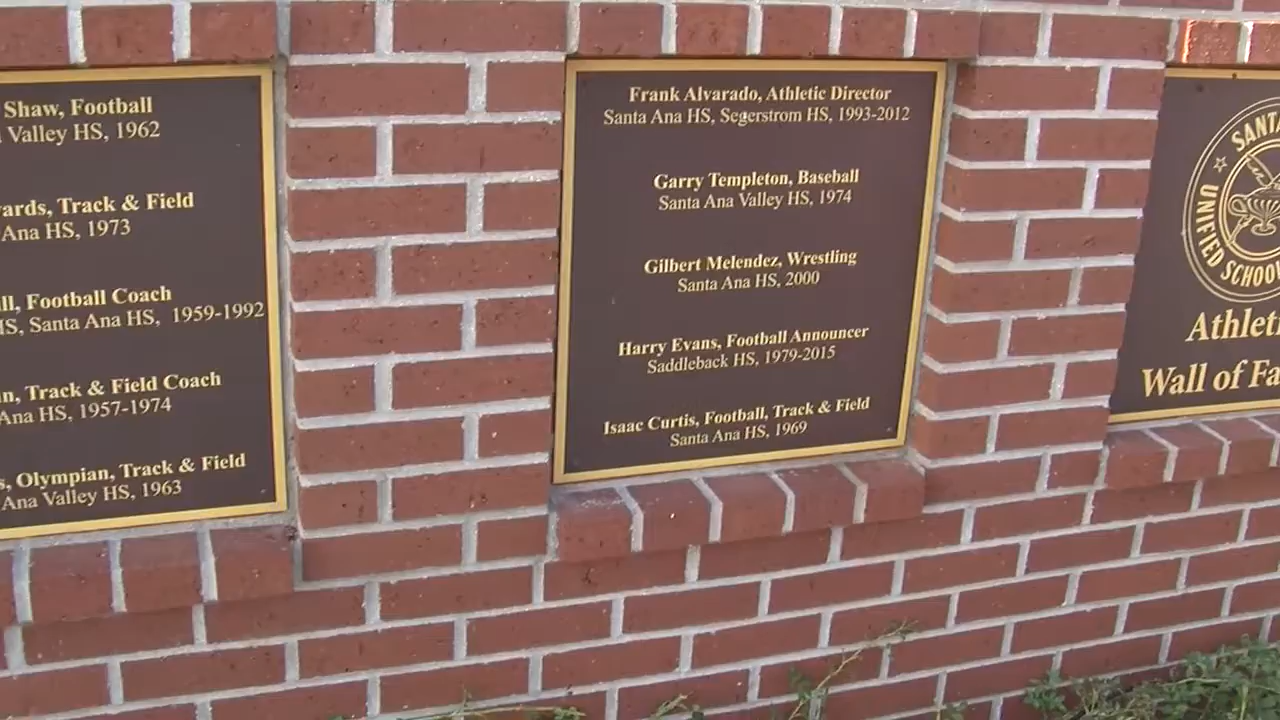 Shaw, Football
Valley HS, 1962
Track & Field
Ana HS, 1973
Football Coach
Santa Ana HS, 1959-1992
Track & Field Coach
Ana HS, 1957-1974
Olympian, Track & Field
Ana Valley HS, 1963
Frank Alvarado, Athletic Director
Santa Ana HS, Segerstrom HS, 1993-2012
Garry Templeton, Baseball
Santa Ana Valley HS, 1974
Gilbert Melendez, Wrestling
Santa Ana HS, 2000
Harry Evans, Football Announcer
Saddleback HS, 1979-2015
Isaac Curtis, Football, Track & Field
Santa Ana HS, 1969
SANTA
UNIFIED SCHOOL
Athleti
Wall of Fa